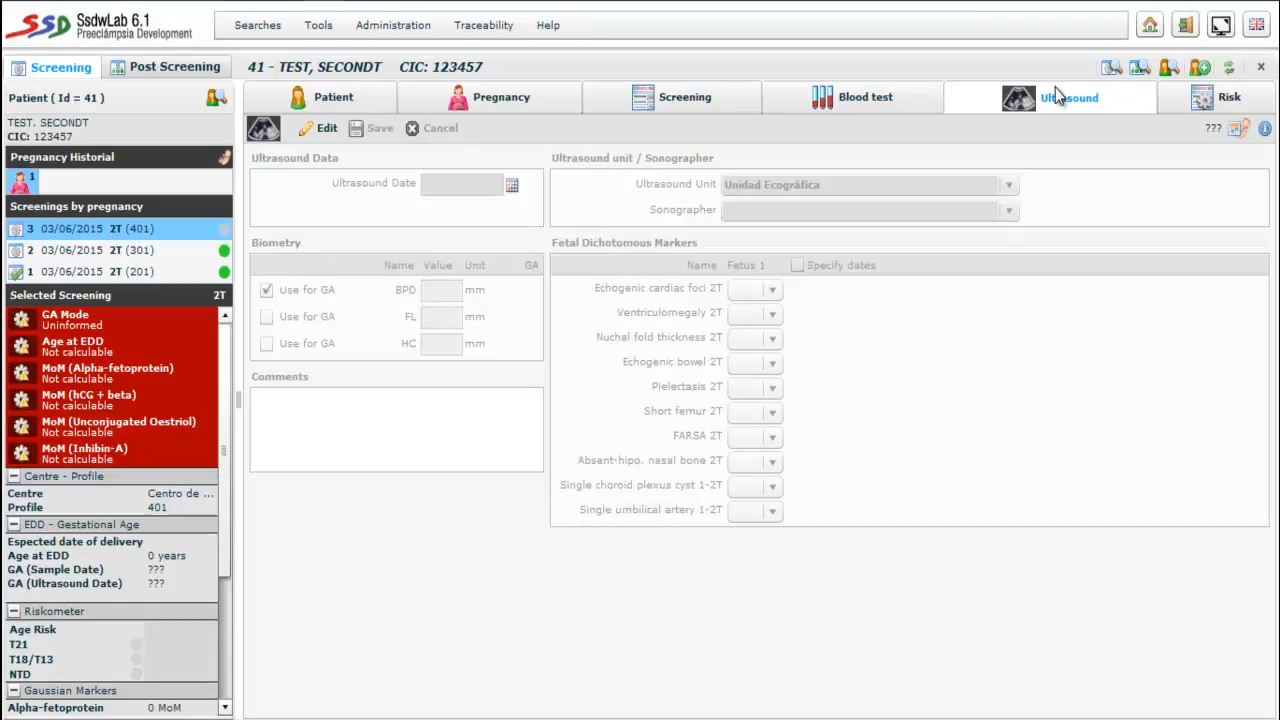 SSD SsdwLab 6.1
Preeclàmpsia Development
Searches Tools Administration Traceability Help
Screening Post Screening
41 - TEST, SECONDT CIC: 123457
Patient ( Id = 41 )
TEST. SECONDT
CIC: 123457
Pregnancy Historial
1
Screenings by pregnancy
3 03/06/2015 2T (401)
2 03/06/2015 2T (301)
1 03/06/2015 2T (201)
Selected Screening 2T
GA Mode
Uninformed
Age at EDD
Not calculable
MoM (Alpha-fetoprotein)
Not calculable
MoM (hCG + beta)
Not calculable
MoM (Unconjugated Oestriol)
Not calculable
MoM (Inhibin-A)
Not calculable
Centre - Profile
Centre Centro de ...
Profile 401
EDD - Gestational Age
Expected date of delivery
Age at EDD 0 years
GA (Sample Date) ???
GA (Ultrasound Date) ???
Riskometer
Age Risk
T21
T18/T13
NTD
Gaussian Markers
Alpha-fetoprotein 0 MoM
Patient Pregnancy Screening Blood test Ultrasound Risk
Edit Save Cancel ???
Ultrasound Data
Ultrasound Date
Ultrasound unit / Sonographer
Ultrasound Unit Unidad Ecográfica
Sonographer
Biometry
Name Value Unit GA
Use for GA BPD mm
Use for GA FL mm
Use for GA HC mm
Comments
Fetal Dichotomous Markers
Name Fetus 1 Specify dates
Echogenic cardiac foci 2T
Ventriculomegaly 2T
Nuchal fold thickness 2T
Echogenic bowel 2T
Pielectasis 2T
Short femur 2T
FARSA 2T
Absent-hipo. nasal bone 2T
Single choroid plexus cyst 1-2T
Single umbilical artery 1-2T